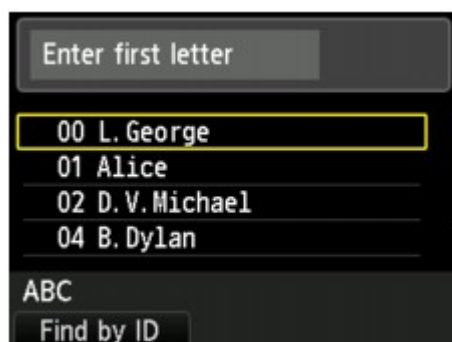 Enter first letter
00 L.George
01 Alice
02 D.V.Michael
04 B.Dylan
ABC
Find by ID